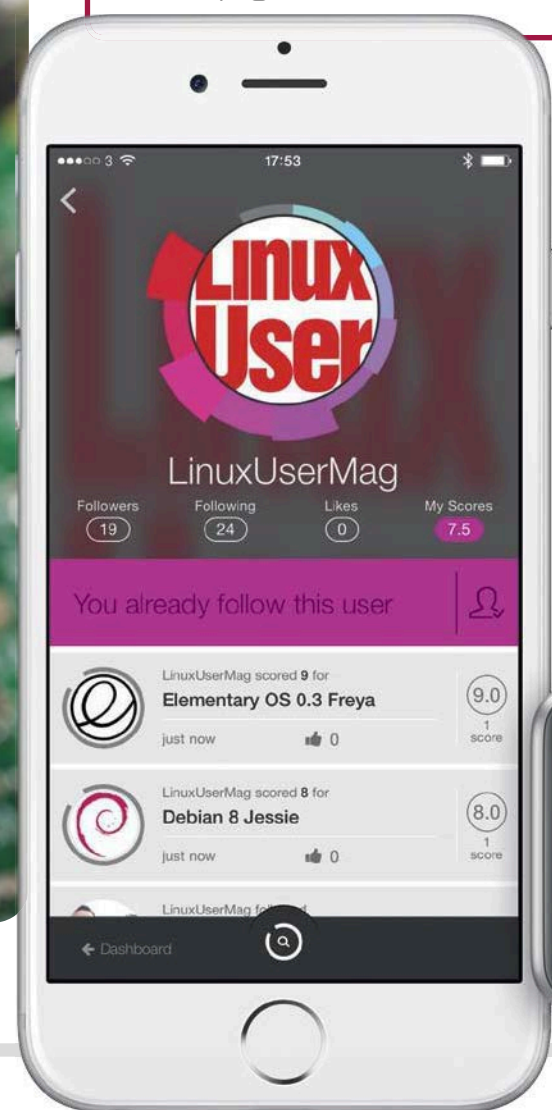 3
17:53
Linux
User
LinuxUserMag
Followers
Following
Likes
My Scores
19
24
0
7.5
You already follow this user
LinuxUserMag scored 9 for
Elementary OS 0.3 Freya
just now
0
9.0
1
score
LinuxUserMag scored 8 for
Debian 8 Jessie
just now
0
8.0
1
score
LinuxUserMag
Dashboard